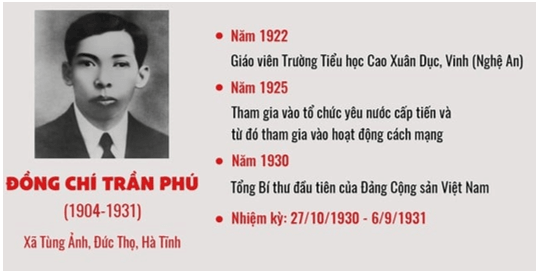 ĐỒNG CHÍ TRẦN PHÚ
(1904-1931)
Xã Tùng Ảnh, Đức Thọ, Hà Tĩnh
Năm 1922
Giáo viên Trường Tiểu học Cao Xuân Dục, Vinh (Nghệ An)
Năm 1925
Tham gia vào tổ chức yêu nước cấp tiến và
từ đó tham gia vào hoạt động cách mạng
Năm 1930
Tổng Bí thư đầu tiên của Đảng Cộng sản Việt Nam
Nhiệm kỳ: 27/10/1930 - 6/9/1931